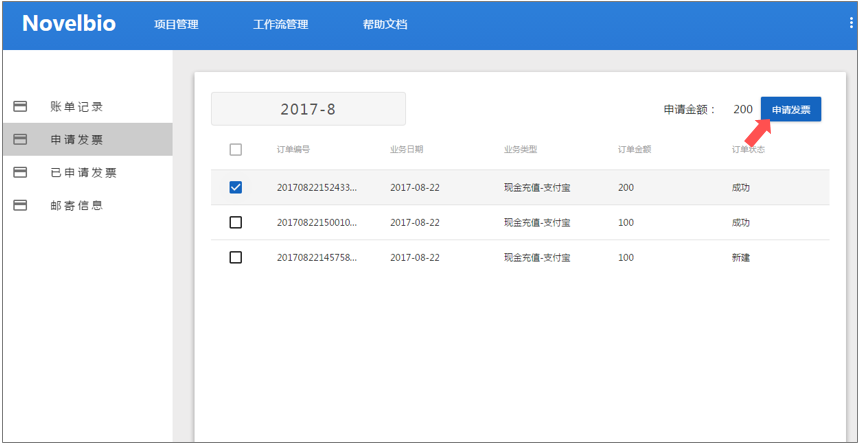 Novelbio 项目管理 工作流管理 帮助文档
账单记录
申请发票
已申请发票
邮寄信息
2017-8 申请金额： 200 申请发票
订单编号 业务日期 业务类型 订单金额 订单状态
20170822152433... 2017-08-22 现金充值-支付宝 200 成功
20170822150010... 2017-08-22 现金充值-支付宝 100 成功
20170822145758... 2017-08-22 现金充值-支付宝 100 新建